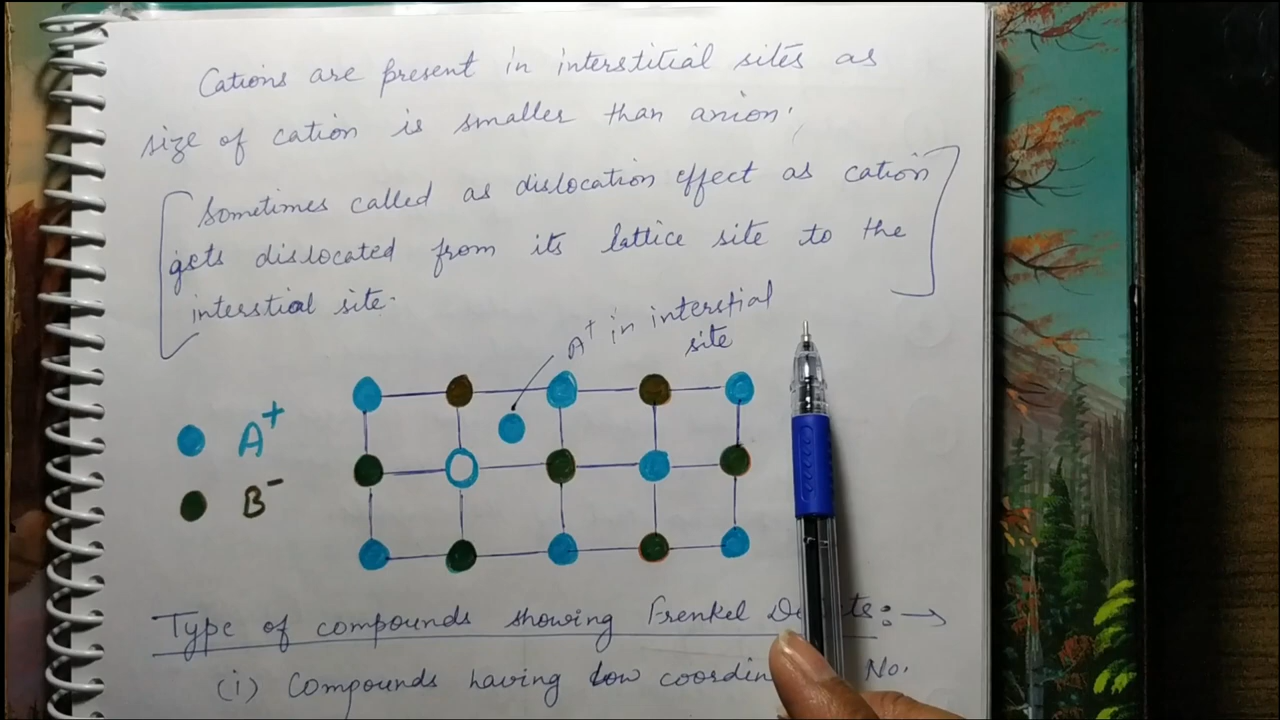 Cations are present in interstitial sites as
size of cation is smaller than anion.
Sometimes called as dislocation effect as cation
gets dislocated from its lattice site to the
interstial site.
A+ in interstial
site
A+
B-
Type of compounds showing Frenkel :→
(i) Compounds having low No.